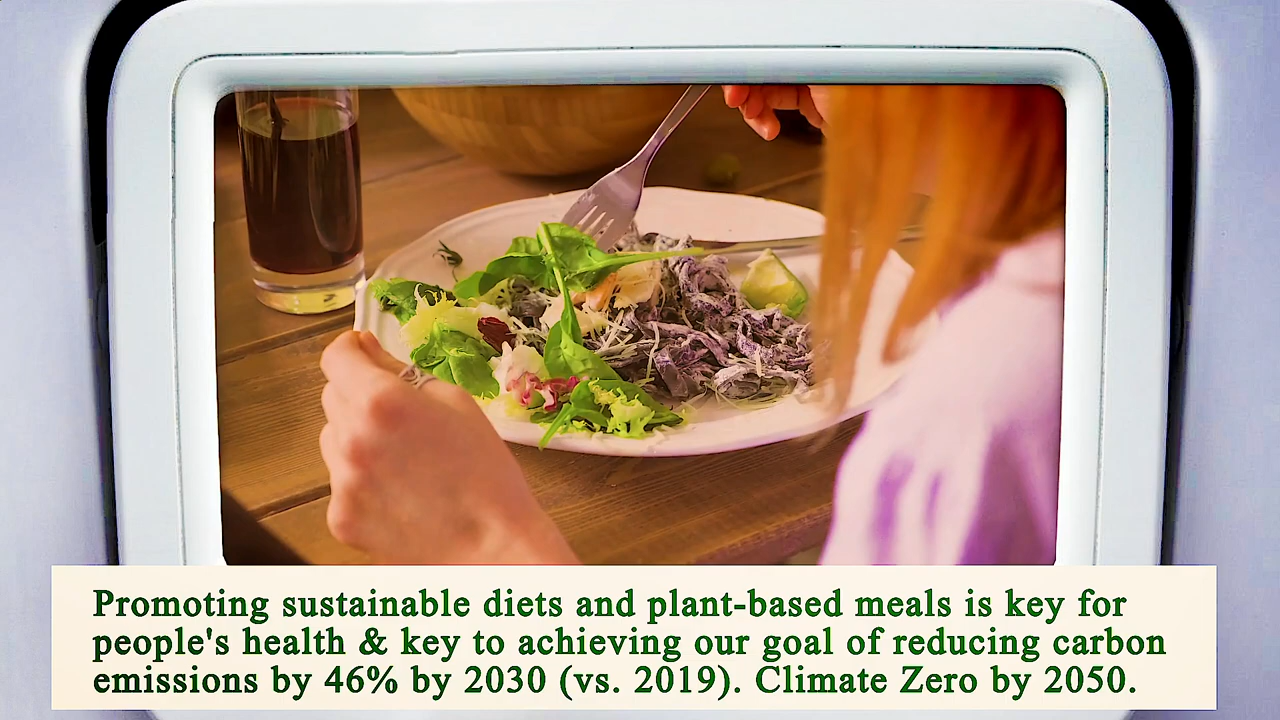 Promoting sustainable diets and plant-based meals is key for
people's health & key to achieving our goal of reducing carbon
emissions by 46% by 2030 (vs. 2019). Climate Zero by 2050.